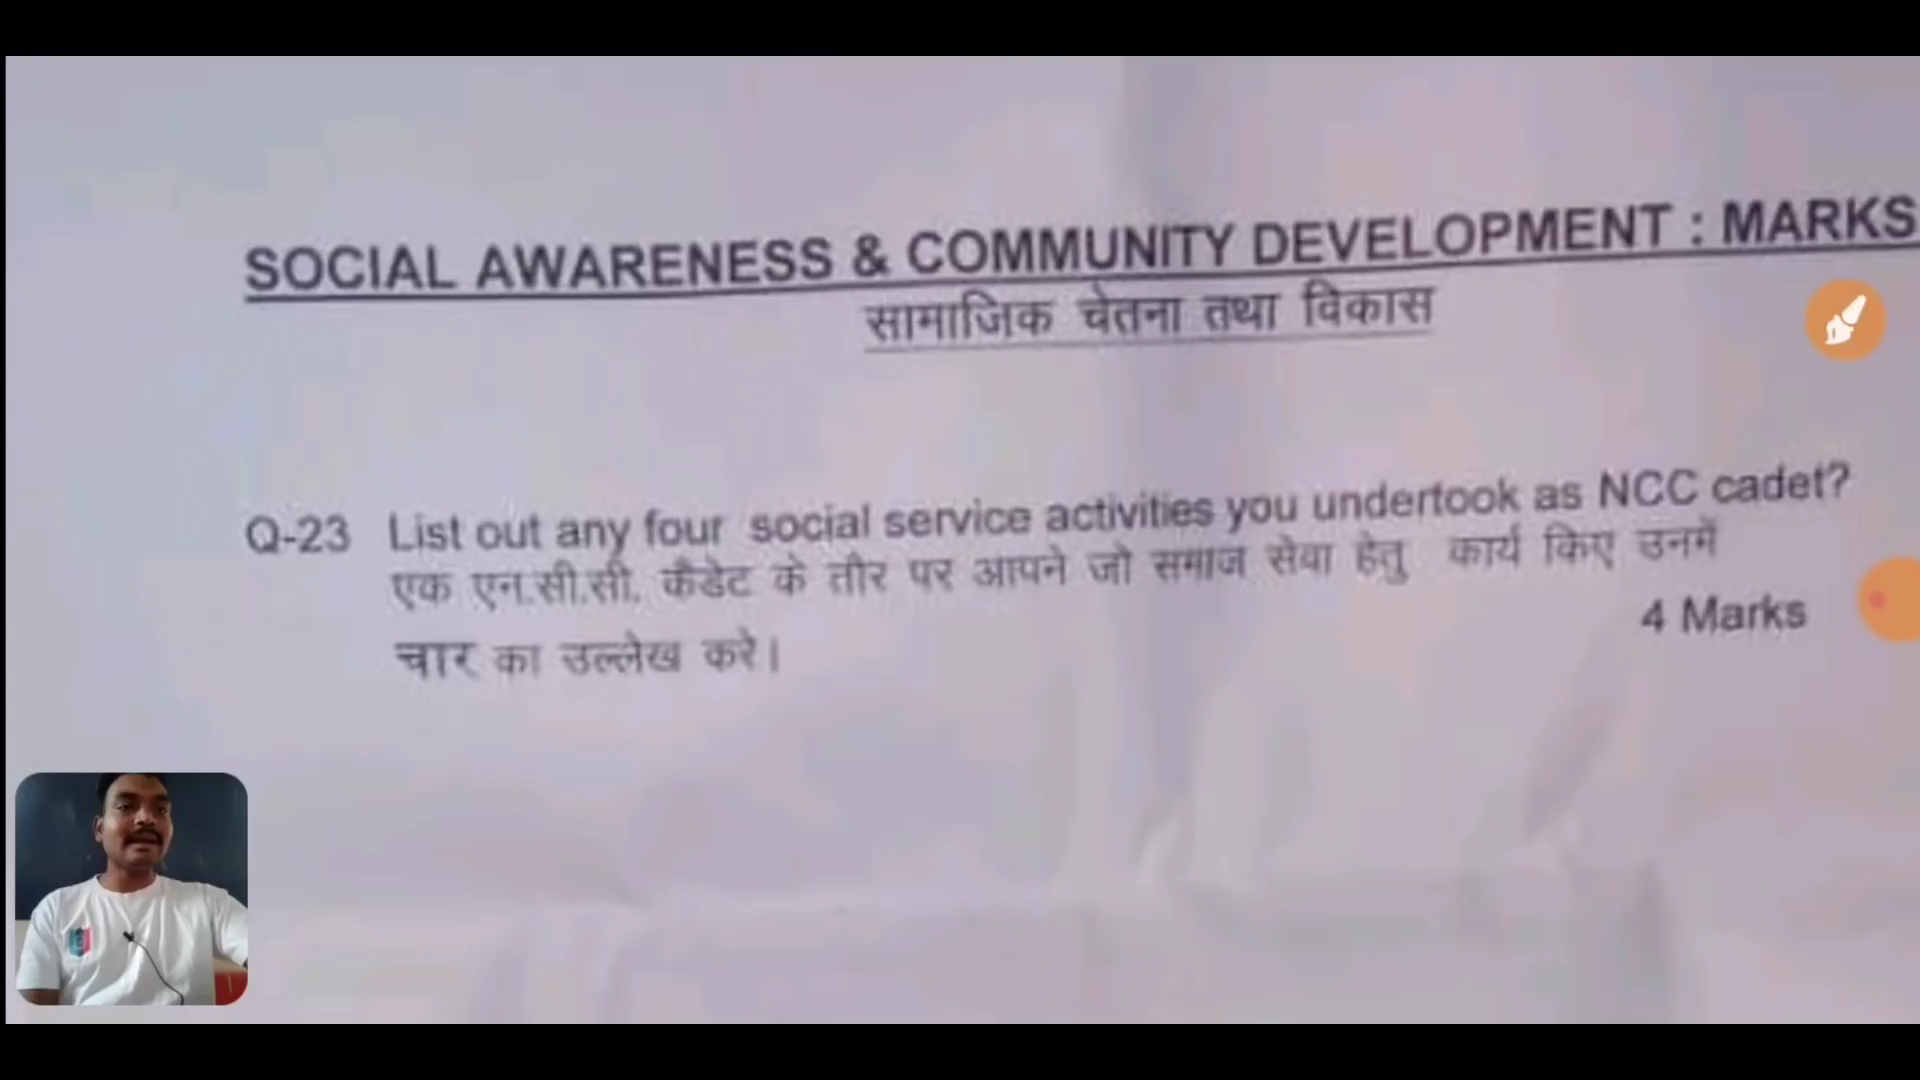 SOCIAL AWARENESS & COMMUNITY DEVELOPMENT : MARKS
सामाजिक चेतना तथा विकास
Q-23 List out any four social service activities you undertook as NCC cadet?
एक एन.सी.सी. कैडेट के तौर पर आपने जो समाज सेवा हेतु कार्य किए उनमें
4 Marks
चार का उल्लेख करे।